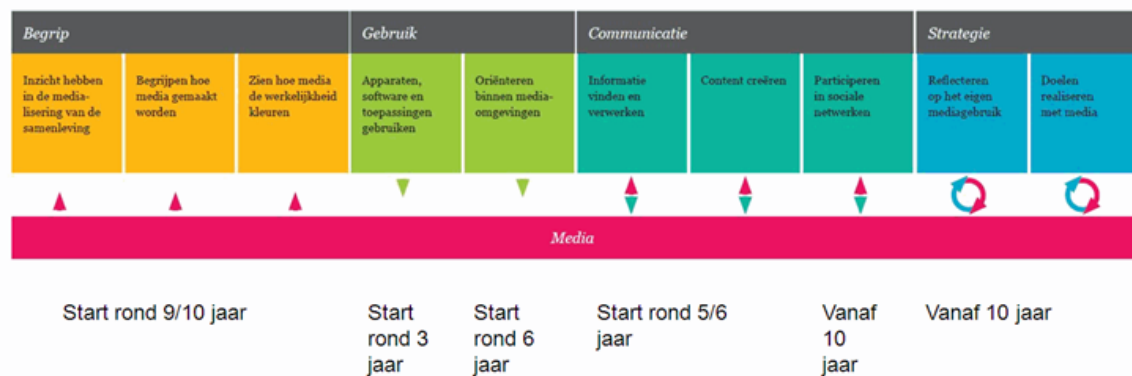 Begrip
Gebruik
Communicatie
Strategie
Inzicht hebben
in de media-
lisering van de
samenleving
Begrijpen hoe
media gemaakt
worden
Zien hoe media
de werkelijkheid
kleuren
Apparaten,
software en
toepassingen
gebruiken
Oriënteren
binnen media-
omgevingen
Informatie
vinden en
verwerken
Content creëren
Participeren
in sociale
netwerken
Reflecteren
op het eigen
mediagebruik
Doelen
realiseren
met media
Media
Start rond 9/10 jaar
Start
rond 3
jaar
Start
rond 6
jaar
Start rond 5/6
jaar
Vanaf
10
jaar
Vanaf 10 jaar